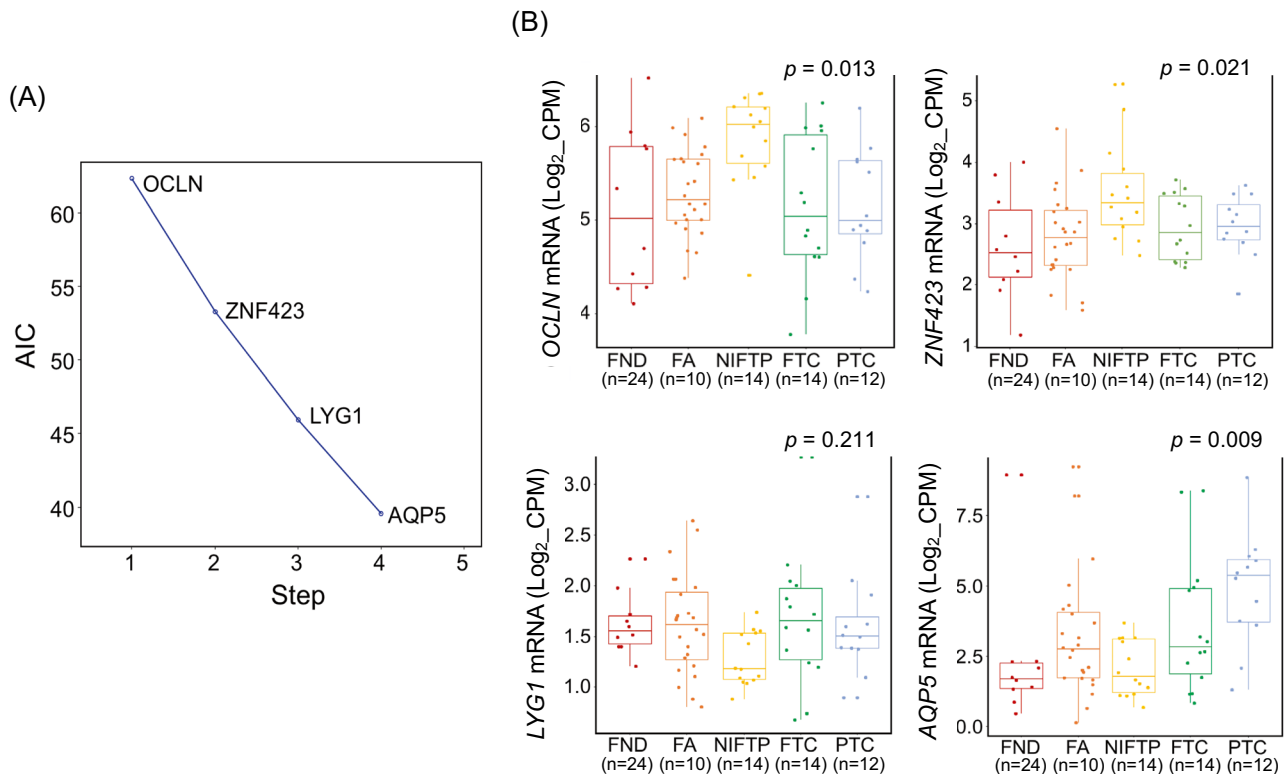 (A)
AIC
60
55
50
45
40
OCLN
ZNF423
LYG1
AQP5
1 2 3 4 5
Step
(B)
p = 0.013
OCLN mRNA (Log2_CPM)
6
5
4
FND FA NIFTP FTC PTC
(n=24) (n=10) (n=14) (n=14) (n=12)
p = 0.021
ZNF423 mRNA (Log2_CPM)
5
4
3
2
1
FND FA NIFTP FTC PTC
(n=24) (n=10) (n=14) (n=14) (n=12)
p = 0.211
LYG1 mRNA (Log2_CPM)
3.0
2.5
2.0
1.5
1.0
FND FA NIFTP FTC PTC
(n=24) (n=10) (n=14) (n=14) (n=12)
p = 0.009
AQP5 mRNA (Log2_CPM)
7.5
5.0
2.5
0.0
FND FA NIFTP FTC PTC
(n=24) (n=10) (n=14) (n=14) (n=12)